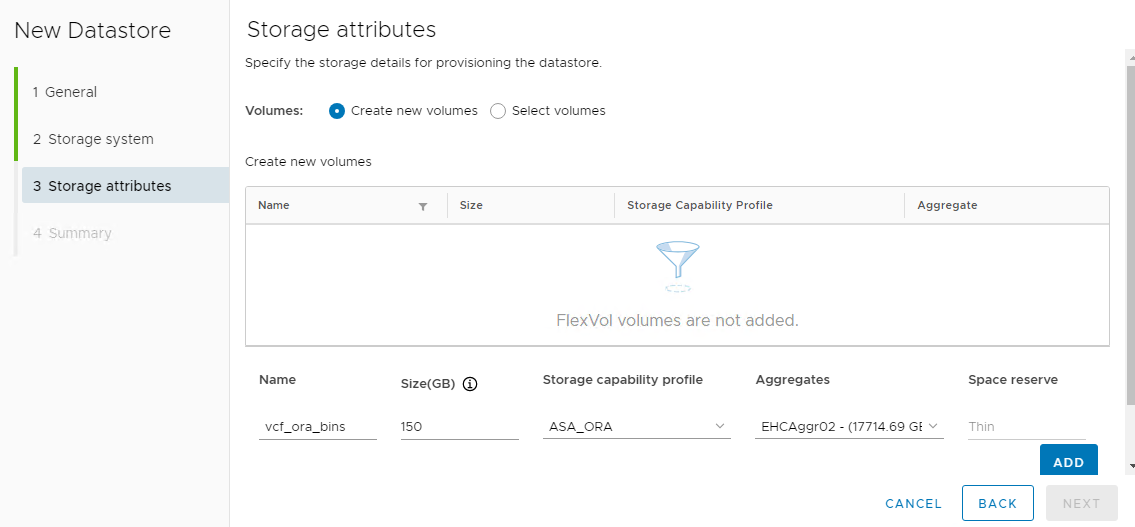 New Datastore
1 General
2 Storage system
3 Storage attributes
4 Summary
Storage attributes
Specify the storage details for provisioning the datastore.
Volumes: Create new volumes Select volumes
Create new volumes
Name Size Storage Capability Profile Aggregate
FlexVol volumes are not added.
Name Size(GB) Storage capability profile Aggregates Space reserve
vcf_ora_bins 150 ASA_ORA EHCAggr02 - (17714.69 GE Thin
ADD
CANCEL BACK NEXT